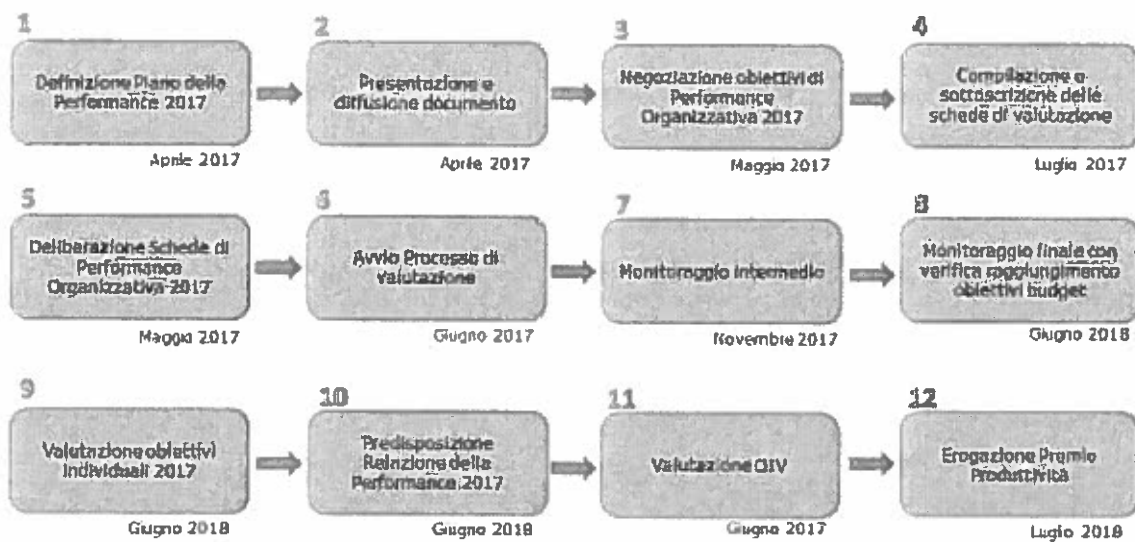 1
Definizione Piano della
Performance 2017
Aprile 2017
2
Presentazione e
diffusione documento
Aprile 2017
3
Negoziazione obiettivi di
Performance
Organizzativa 2017
Maggio 2017
4
Compilazione e
sottoscrizione delle
schede di valutazione
Luglio 2017
5
Deliberazione Schede di
Performance
Organizzativa 2017
Maggio 2017
6
Avvio Processo di
Valutazione
Giugno 2017
7
Monitoraggio Intermedio
Novembre 2017
8
Monitoraggio finale con
verifica raggiungimento
obiettivi budget
Giugno 2018
9
Valutazione obiettivi
individuali 2017
Giugno 2018
10
Predisposizione
Relazione della
Performance 2017
Giugno 2018
11
Valutazione OIV
Giugno 2017
12
Erogazione Premio
Produttività
Luglio 2018